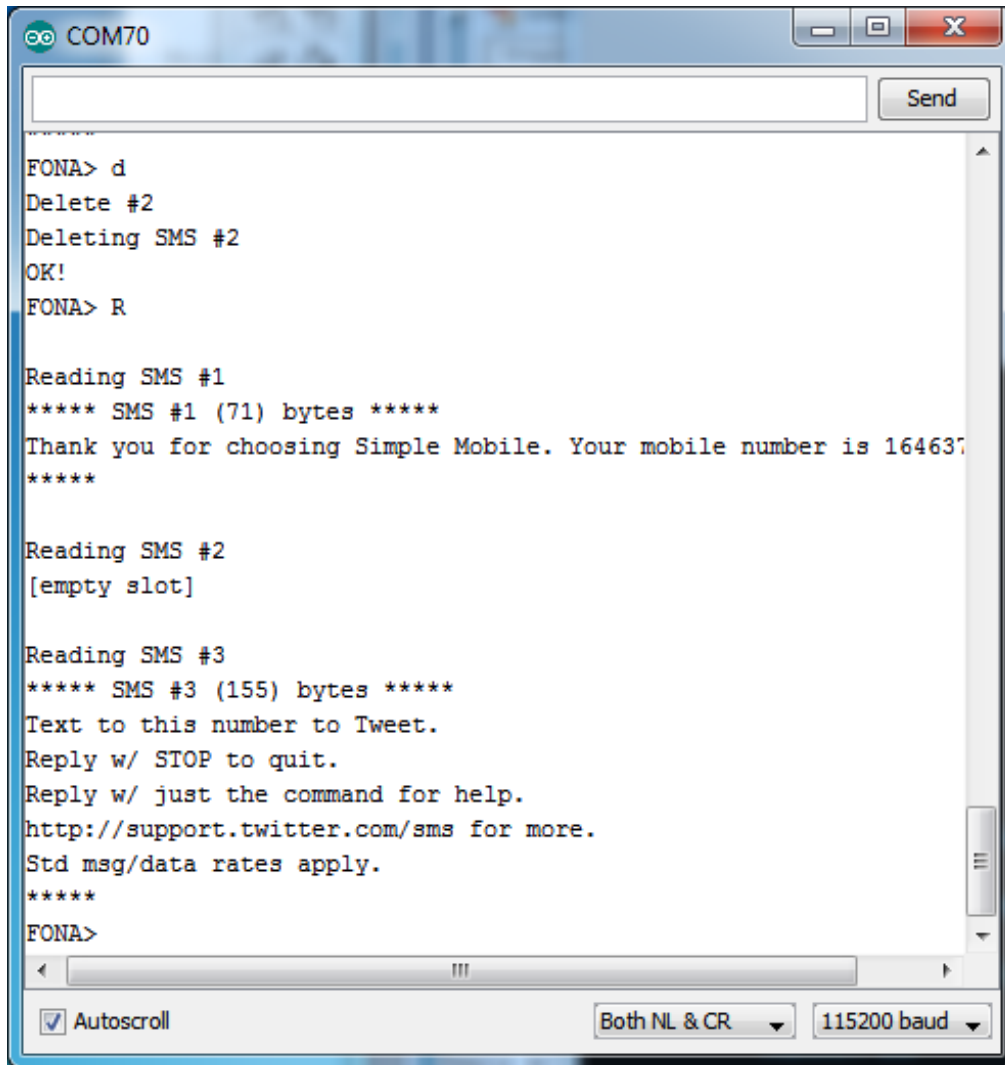 COM70
Send
FONA> d
Delete #2
Deleting SMS #2
OK!
FONA> R
Reading SMS #1
***** SMS #1 (71) bytes *****
Thank you for choosing Simple Mobile. Your mobile number is 164637
*****
Reading SMS #2
[empty slot]
Reading SMS #3
***** SMS #3 (155) bytes *****
Text to this number to Tweet.
Reply w/ STOP to quit.
Reply w/ just the command for help.
http://support.twitter.com/sms for more.
Std msg/data rates apply.
*****
FONA>
Autoscroll
Both NL & CR
115200 baud